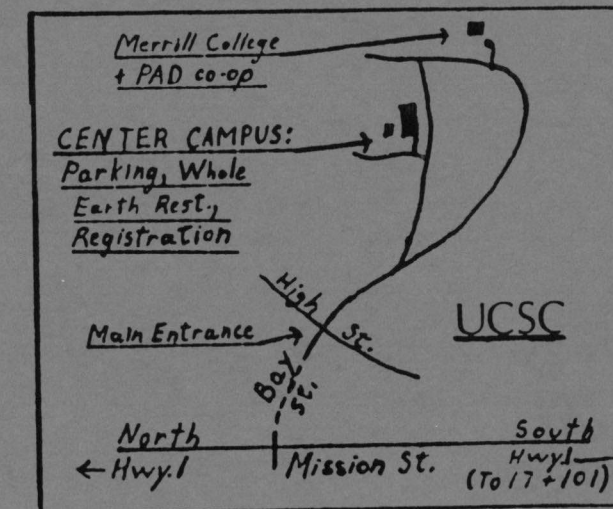 Merrill College
+ PAD co-op
CENTER CAMPUS:
Parking, Whole
Earth Rest.,
Registration
High St.
Main Entrance
UCSC
Bay St.
North
South
← Hwy.1
Mission St.
Hwy.1
(To 17 + 101)